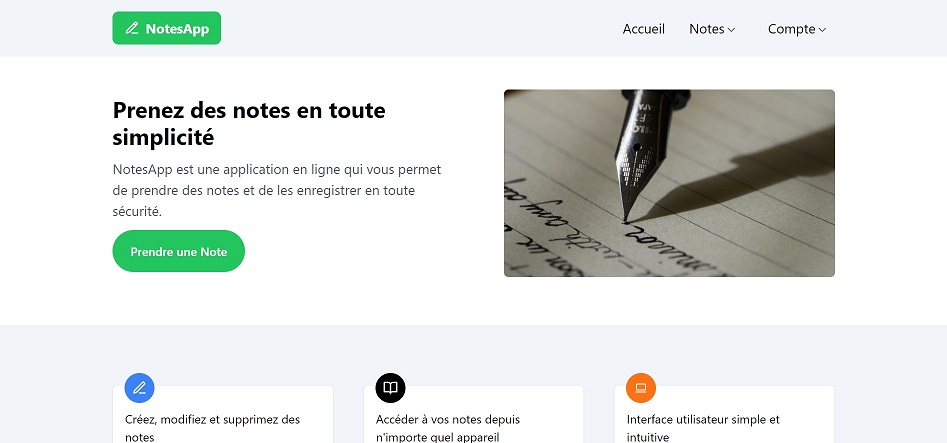 NotesApp
Accueil
Notes
Compte
Prenez des notes en toute
simplicité
NotesApp est une application en ligne qui vous permet
de prendre des notes et de les enregistrer en toute
sécurité.
Prendre une Note
Créez, modifiez et supprimez des
notes
Accéder à vos notes depuis
n'importe quel appareil
Interface utilisateur simple et
intuitive